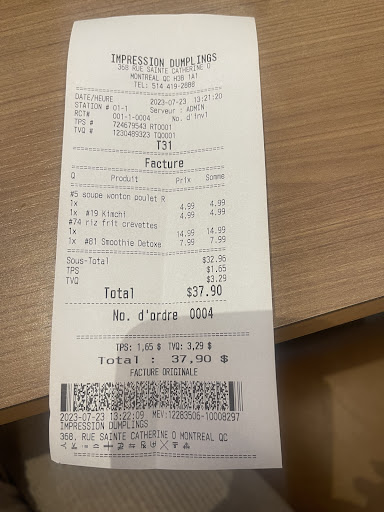 IMPRESSION DUMPLINGS
368 RUE SAINTE CATHERINE O
MONTREAL QC H3B 1A1
TEL: 514 419-2888
DATE/HEURE 2023-07-23 13:21:20
STATION # 01-1 Serveur : ADMIN
RCT# 001-1-0004 No. d'invi
TPS # 724679543 RT0001
TVQ # 1230489323 TQ0001
T31
Facture
Q Produit Prix Somme
#5 soupe wonton poulet R
1x 4.99 4.99
1x #19 Kimchi 4.99 4.99
#74 riz frit crevettes
1x 14.99 14.99
1x #81 Smoothie Detoxe 7.99 7.99
Sous-Total $32.96
TPS $1.65
TVQ $3.29
Total $37.90
No. d'ordre 0004
TPS: 1,65 $ TVQ: 3,29 $
Total : 37,90 $
FACTURE ORIGINALE
2023-07-23 13:22:09 MEV:12283506-10008297
IMPRESSION DUMPLINGS
368, RUE SAINTE CATHERINE O MONTREAL QC